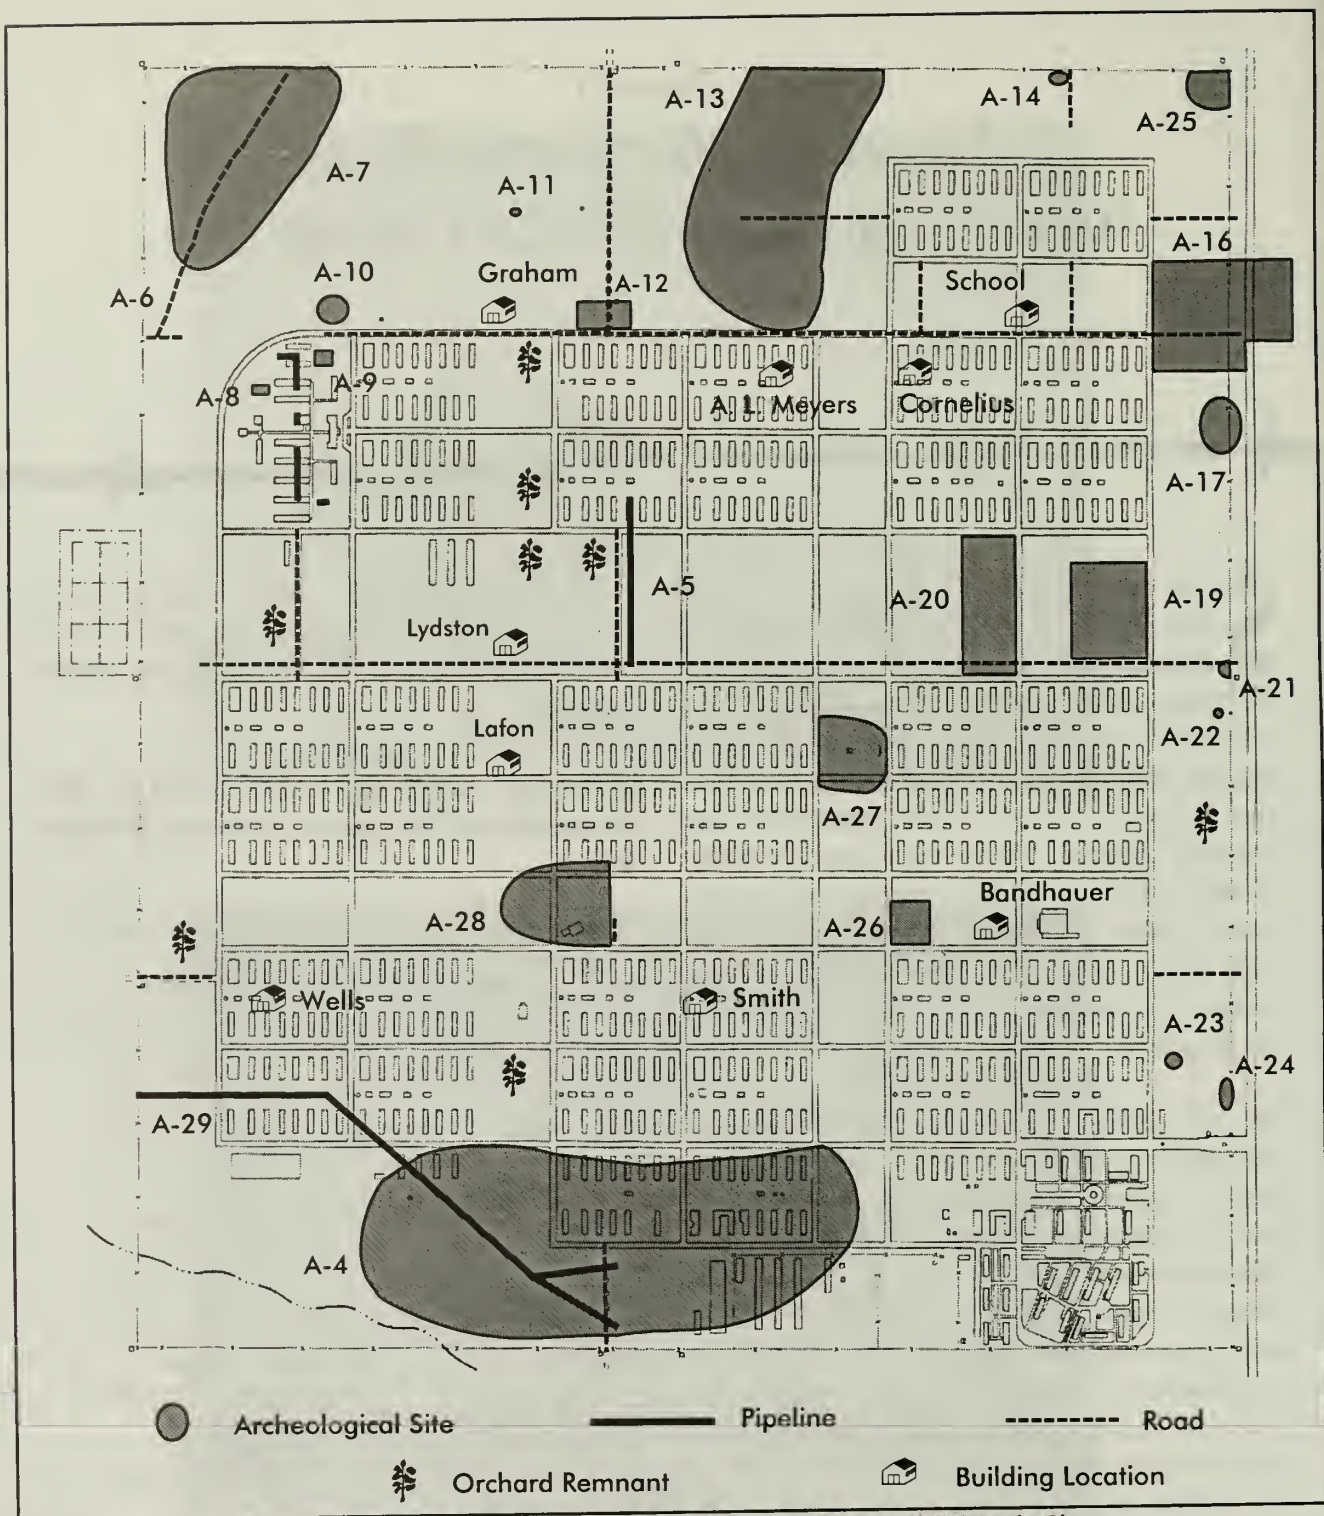 A-13
A-14
A-25
A-7
A-11
A-16
A-10
Graham
A-12
School
A-6
A-9
A-8
A. L. Meyers
Cornelius
A-17
A-5
A-20
A-19
Lydston
A-21
Lafon
A-22
A-27
Bandhauer
A-28
A-26
Wells
Smith
A-23
A-24
A-29
A-4
Archeological Site
Pipeline
Road
Orchard Remnant
Building Location